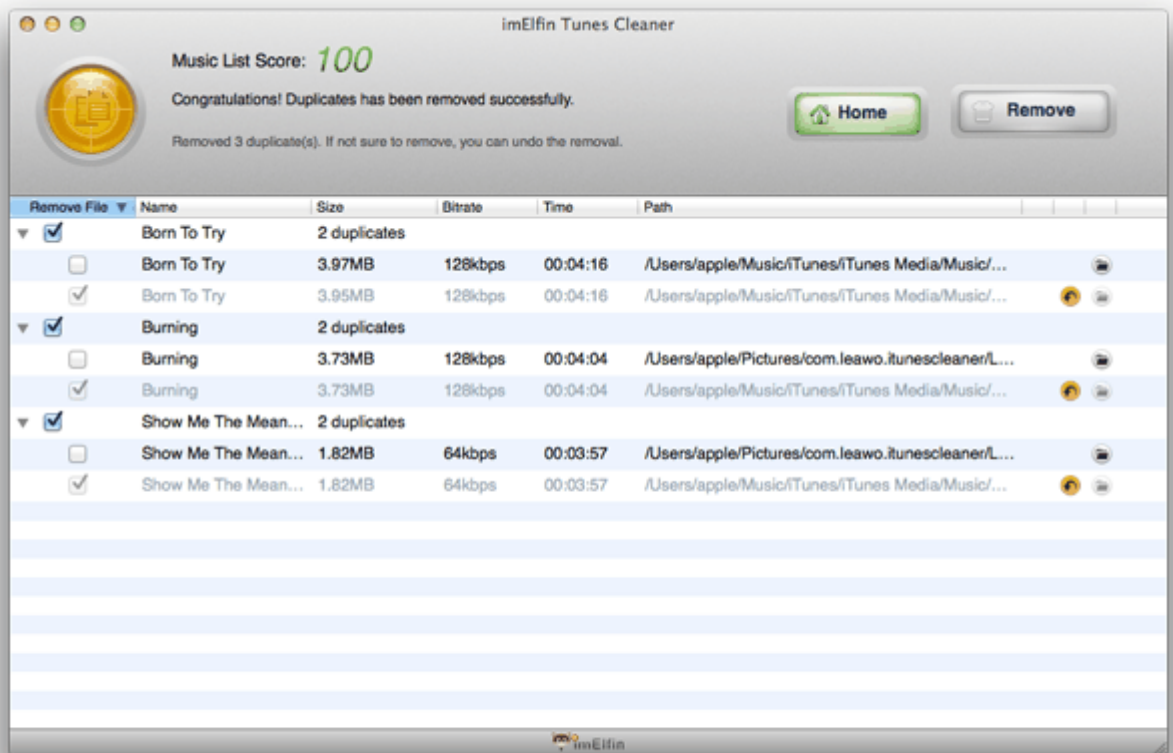 imElfin Tunes Cleaner
Music List Score: 100
Congratulations! Duplicates has been removed successfully.
Removed 3 duplicate(s). If not sure to remove, you can undo the removal.
Home
Remove
Remove File Name Size Bitrate Time Path
Born To Try 2 duplicates
Born To Try 3.97MB 128kbps 00:04:16 /Users/apple/Music/iTunes/iTunes Media/Music/...
Born To Try 3.95MB 128kbps 00:04:16 /Users/apple/Music/iTunes/iTunes Media/Music/...
Burning 2 duplicates
Burning 3.73MB 128kbps 00:04:04 /Users/apple/Pictures/com.leawo.itunescleaner/L...
Burning 3.73MB 128kbps 00:04:04 /Users/apple/Music/iTunes/iTunes Media/Music/...
Show Me The Mean... 2 duplicates
Show Me The Mean... 1.82MB 64kbps 00:03:57 /Users/apple/Pictures/com.leawo.itunescleaner/L...
Show Me The Mean... 1.82MB 64kbps 00:03:57 /Users/apple/Music/iTunes/iTunes Media/Music/...
imElfin